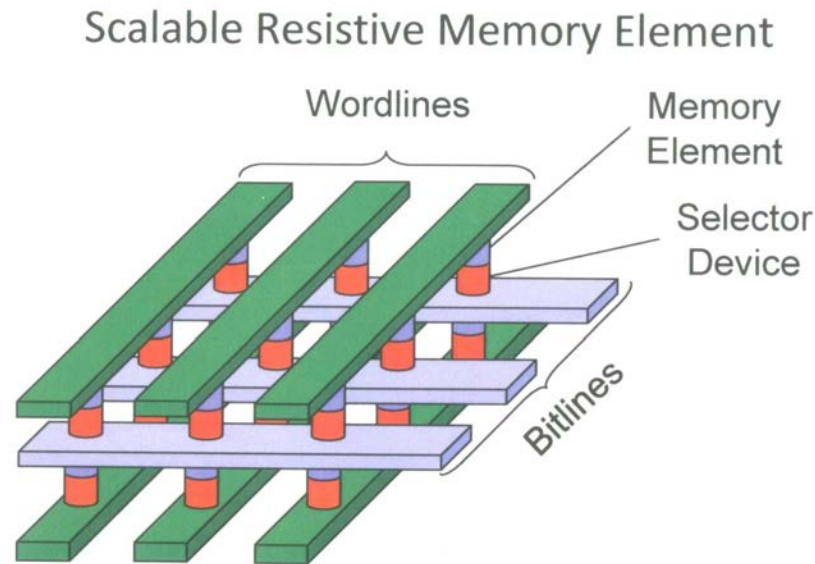 Scalable Resistive Memory Element
Wordlines
Memory
Element
Selector
Device
Bitlines